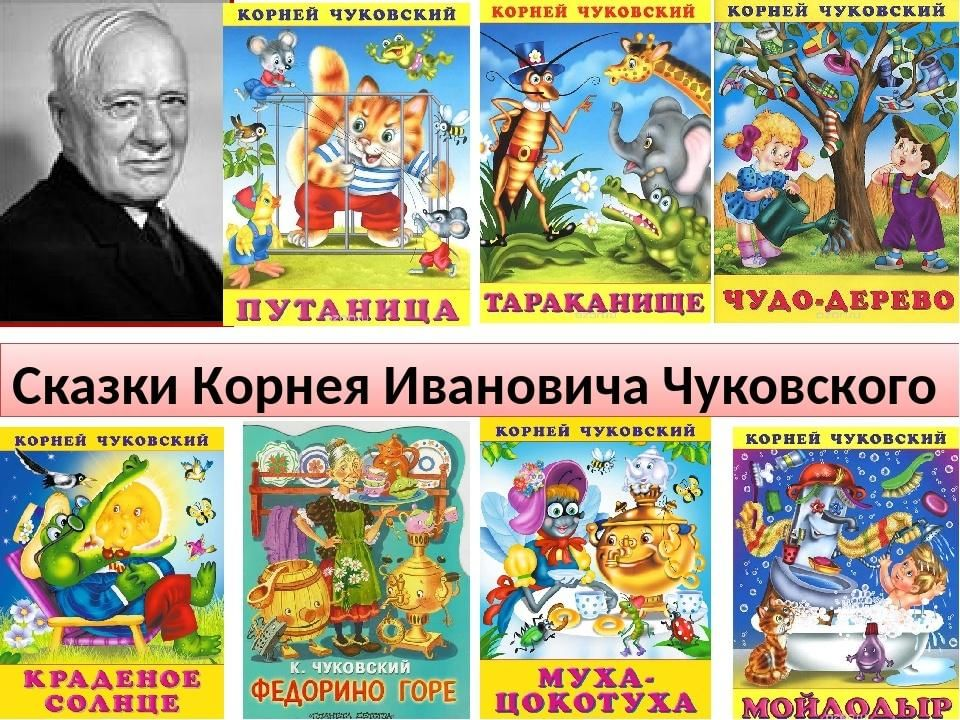 КОРНЕЙ ЧУКОВСКИЙ
ПУТАНИЦА
КОРНЕЙ ЧУКОВСКИЙ
ТАРАКАНИЩЕ
КОРНЕЙ ЧУКОВСКИЙ
ЧУДО-ДЕРЕВО
Сказки Корнея Ивановича Чуковского
КОРНЕЙ ЧУКОВСКИЙ
КРАДЕНОЕ
СОЛНЦЕ
К. ЧУКОВСКИЙ
ФЕДОРИНО ГОРЕ
КОРНЕЙ ЧУКОВСКИЙ
МУХА-
ЦОКОТУХА
КОРНЕЙ ЧУКОВСКИЙ
МОЙДОДЫР